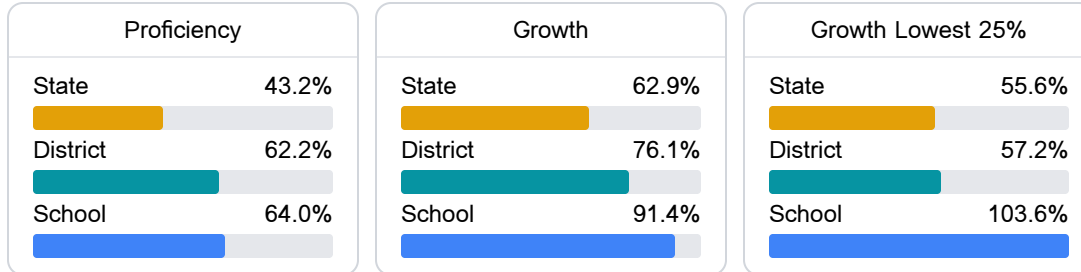 Proficiency
State 43.2%
District 62.2%
School 64.0%
Growth
State 62.9%
District 76.1%
School 91.4%
Growth Lowest 25%
State 55.6%
District 57.2%
School 103.6%